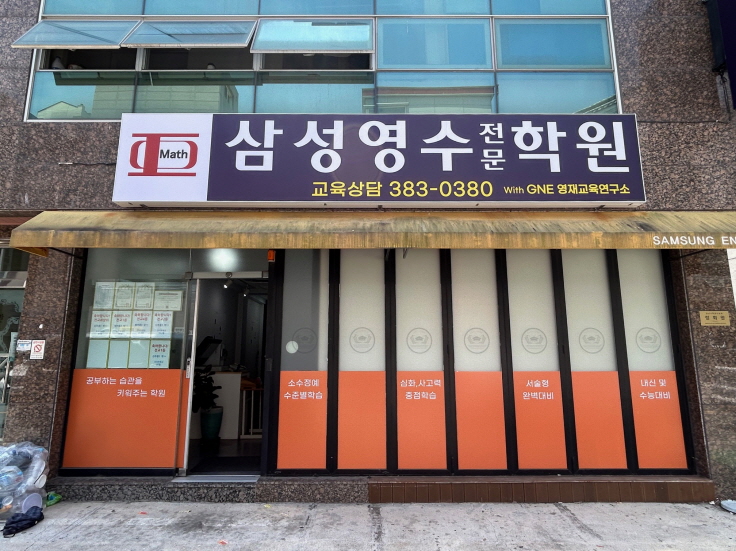 Math
삼성영수전문학원
교육상담 383-0380 With GNE 영재교육연구소
SAMSUNG EN
공부하는 습관을
키워주는 학원
소수정예
수준별학습
심화,사고력
중점학습
서술형
완벽대비
내신 및
수능대비